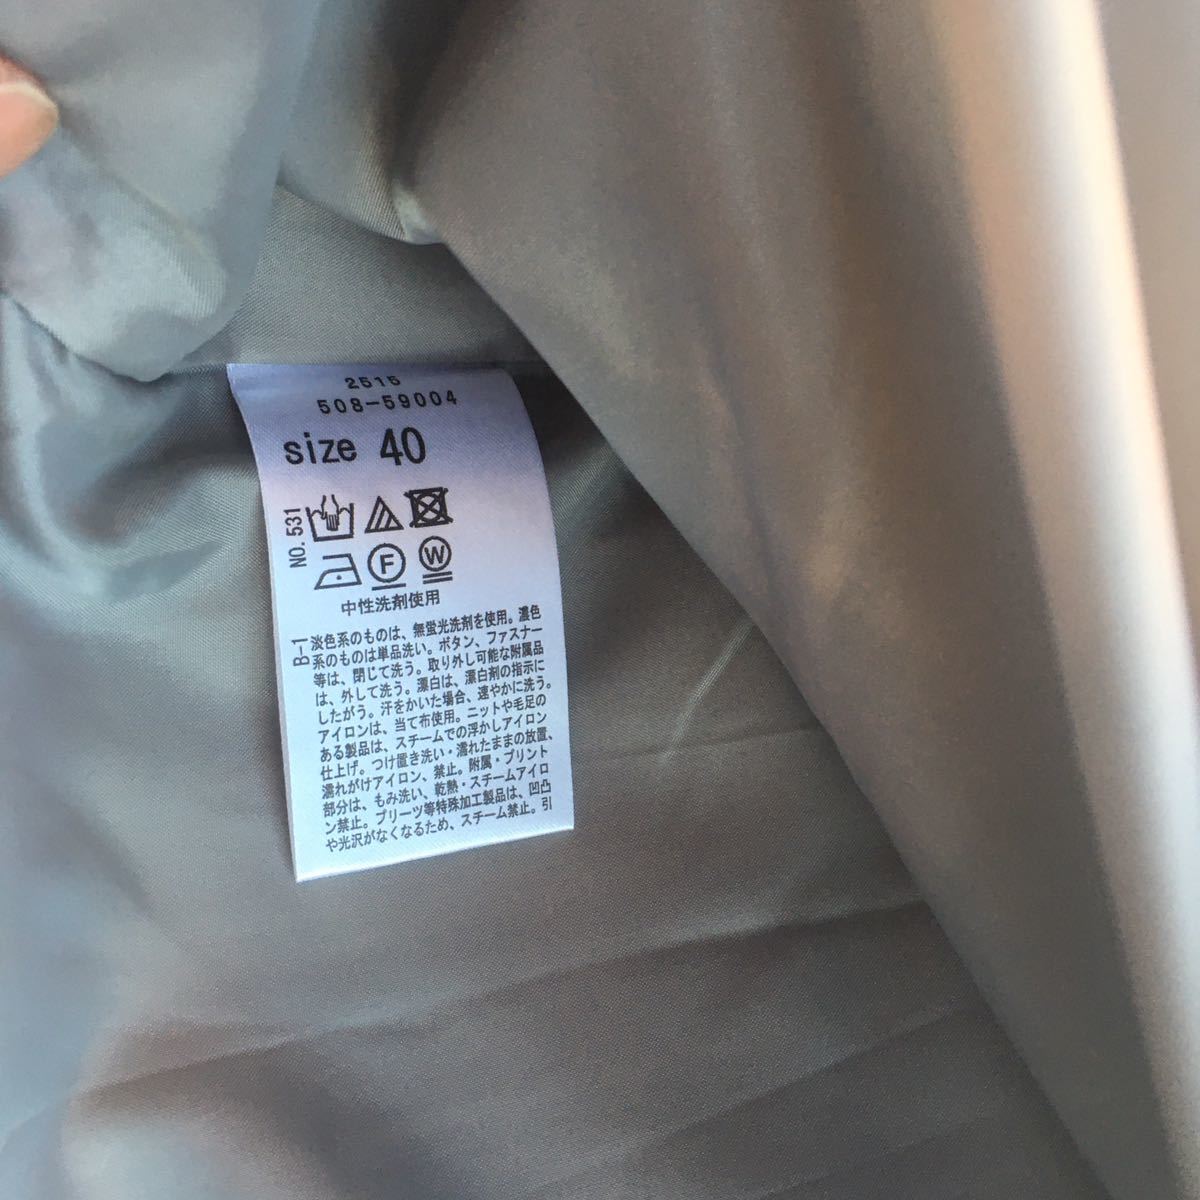 2515
508-59004
size 40
NO. 531
F W
中性洗剤使用
B-1
淡色系のものは、無蛍光洗剤を使用。濃色
系のものは単品洗い。ボタン、ファスナー
等は、閉じて洗う。取り外し可能な附属品
は、外して洗う。漂白は、漂白剤の指示に
したがう。汗をかいた場合、速やかに洗う。
アイロンは、当て布使用。ニットや毛足の
ある製品は、スチームでの浮かしアイロン
仕上げ。つけ置き洗い・濡れたままの放置、
濡れがけアイロン、禁止。附属・プリント
部分は、もみ洗い、乾熱・スチームアイロ
ン禁止。プリーツ等特殊加工製品は、凹凸
や光沢がなくなるため、スチーム禁止。引